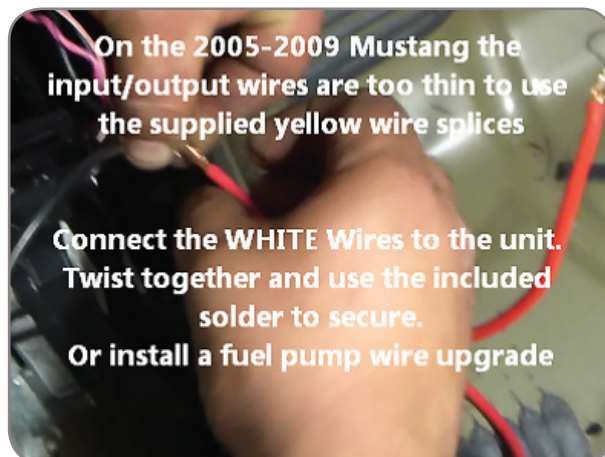 On the 2005-2009 Mustang the
input/output wires are too thin to use
the supplied yellow wire splices
Connect the WHITE Wires to the unit.
Twist together and use the included
solder to secure.
Or install a fuel pump wire upgrade